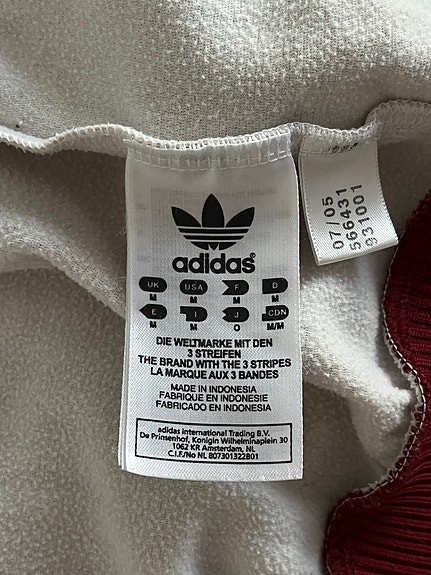 adidas®
UK USA F D
M M M M
E J CDN
M M O M/M
DIE WELTMARKE MIT DEN
3 STREIFEN
THE BRAND WITH THE 3 STRIPES
LA MARQUE AUX 3 BANDES
MADE IN INDONESIA
FABRIQUE EN INDONESIE
FABRICADO EN INDONESIA
adidas International Trading B.V.
De Prinsenhof, Konigin Wilhelminaplein 30
1062 KR Amsterdam, NL
C.I.F./No NL 807301322B01
07/05
566431
931001